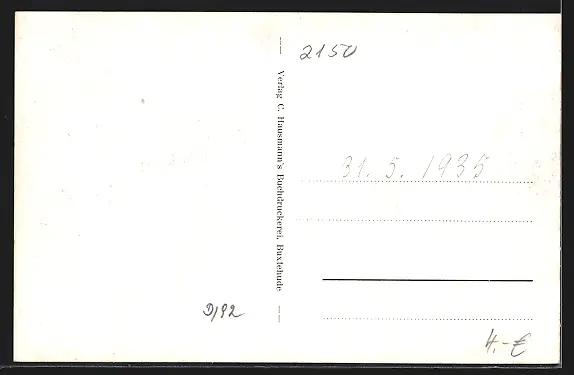 2150
— Verlag C. Hausmann's Buchdruckerei, Buxtehude —
31. 5. 1935
D/92
4.- €